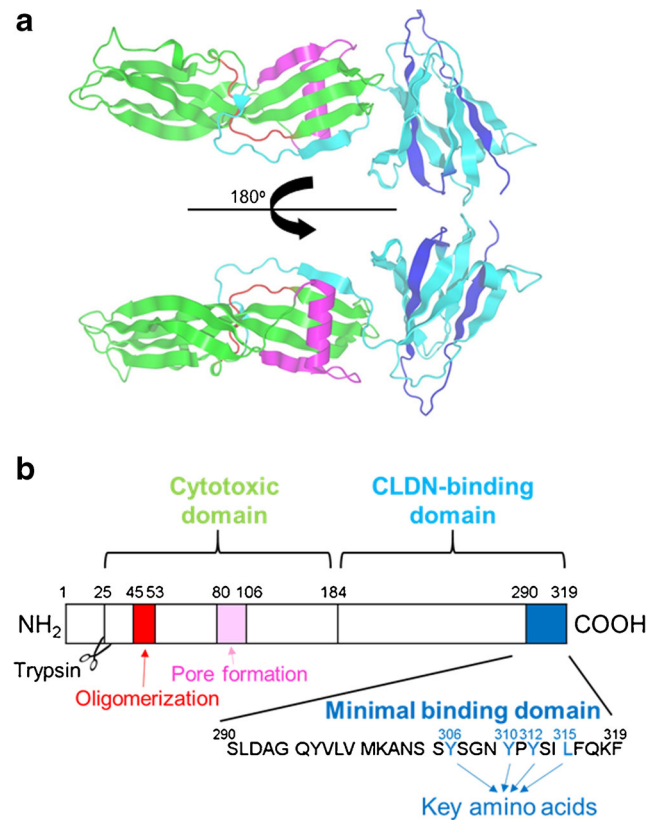 a
180º
b
Cytotoxic
domain
CLDN-binding
domain
1 25 45 53 80 106 184 290 319
NH2 COOH
Trypsin
Pore formation
Oligomerization
Minimal binding domain
290 306 310 312 315 319
SLDAG QYVLV MKANS SYSGN YPYSI LFQKF
Key amino acids